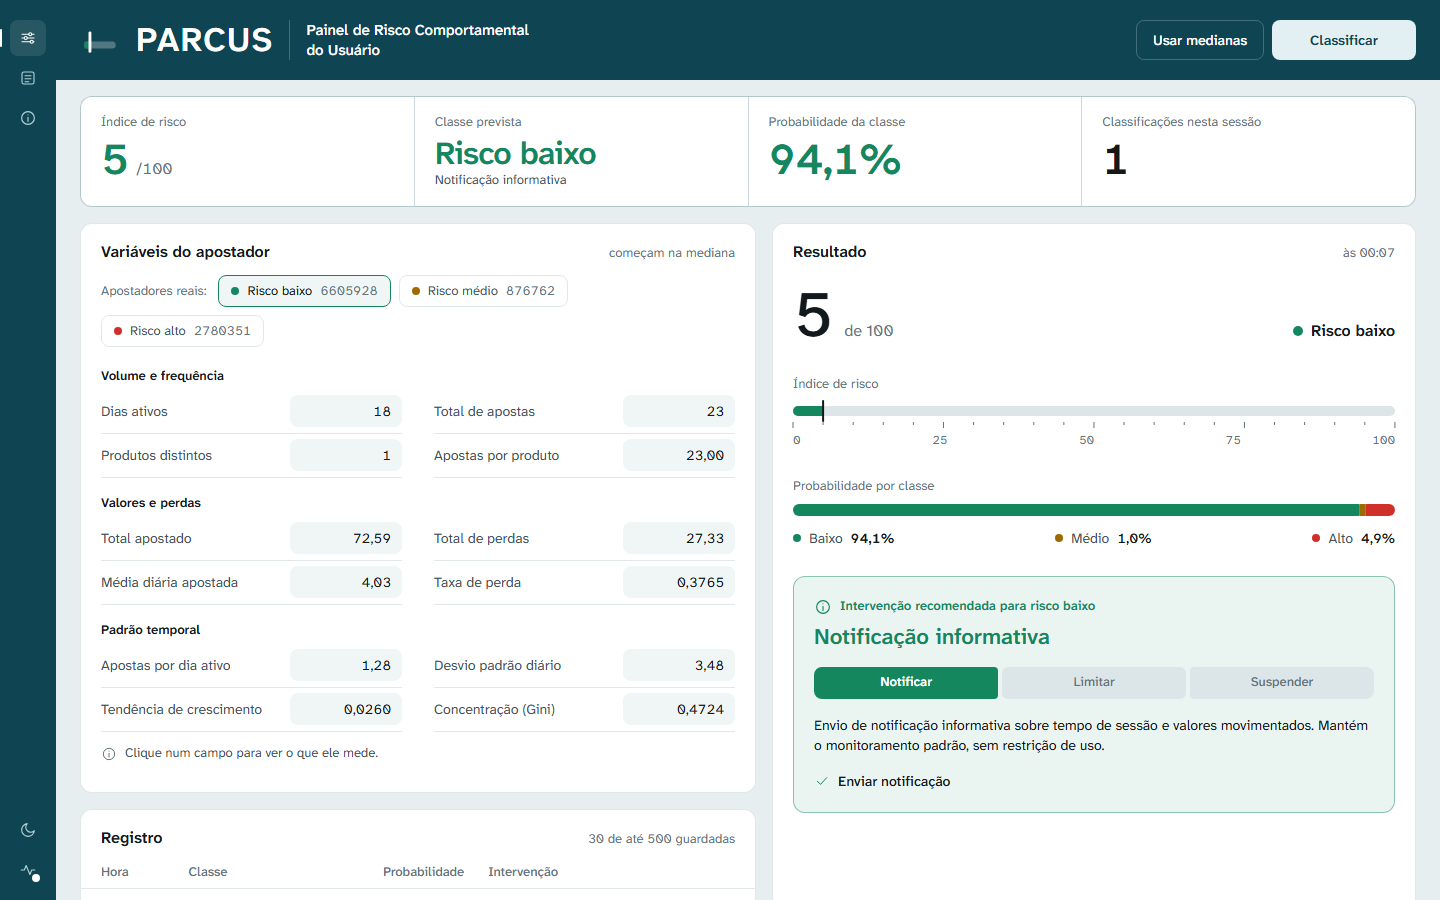 PARCUS
Painel de Risco Comportamental
do Usuário
Usar medianas
Classificar
Índice de risco
5 /100
Classe prevista
Risco baixo
Notificação informativa
Probabilidade da classe
94,1%
Classificações nesta sessão
1
Variáveis do apostador
começam na mediana
Apostadores reais:
Risco baixo 6605928
Risco médio 876762
Risco alto 2780351
Volume e frequência
Dias ativos 18
Total de apostas 23
Produtos distintos 1
Apostas por produto 23,00
Valores e perdas
Total apostado 72,59
Total de perdas 27,33
Média diária apostada 4,03
Taxa de perda 0,3765
Padrão temporal
Apostas por dia ativo 1,28
Desvio padrão diário 3,48
Tendência de crescimento 0,0260
Concentração (Gini) 0,4724
Clique num campo para ver o que ele mede.
Registro
30 de até 500 guardadas
Hora Classe Probabilidade Intervenção
Resultado
às 00:07
5 de 100
Risco baixo
Índice de risco
0 25 50 75 100
Probabilidade por classe
Baixo 94,1%
Médio 1,0%
Alto 4,9%
Intervenção recomendada para risco baixo
Notificação informativa
Notificar
Limitar
Suspender
Envio de notificação informativa sobre tempo de sessão e valores movimentados. Mantém
o monitoramento padrão, sem restrição de uso.
Enviar notificação